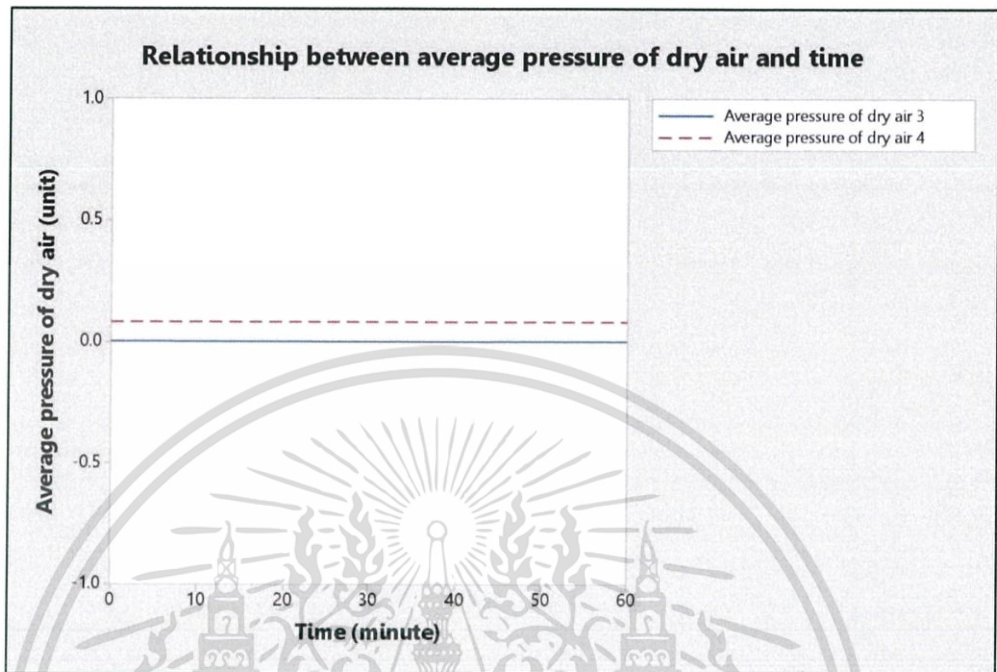 Relationship between average pressure of dry air and time
Average pressure of dry air (unit)
1.0
0.5
0.0
-0.5
-1.0
0 10 20 30 40 50 60
Time (minute)
Average pressure of dry air 3
Average pressure of dry air 4